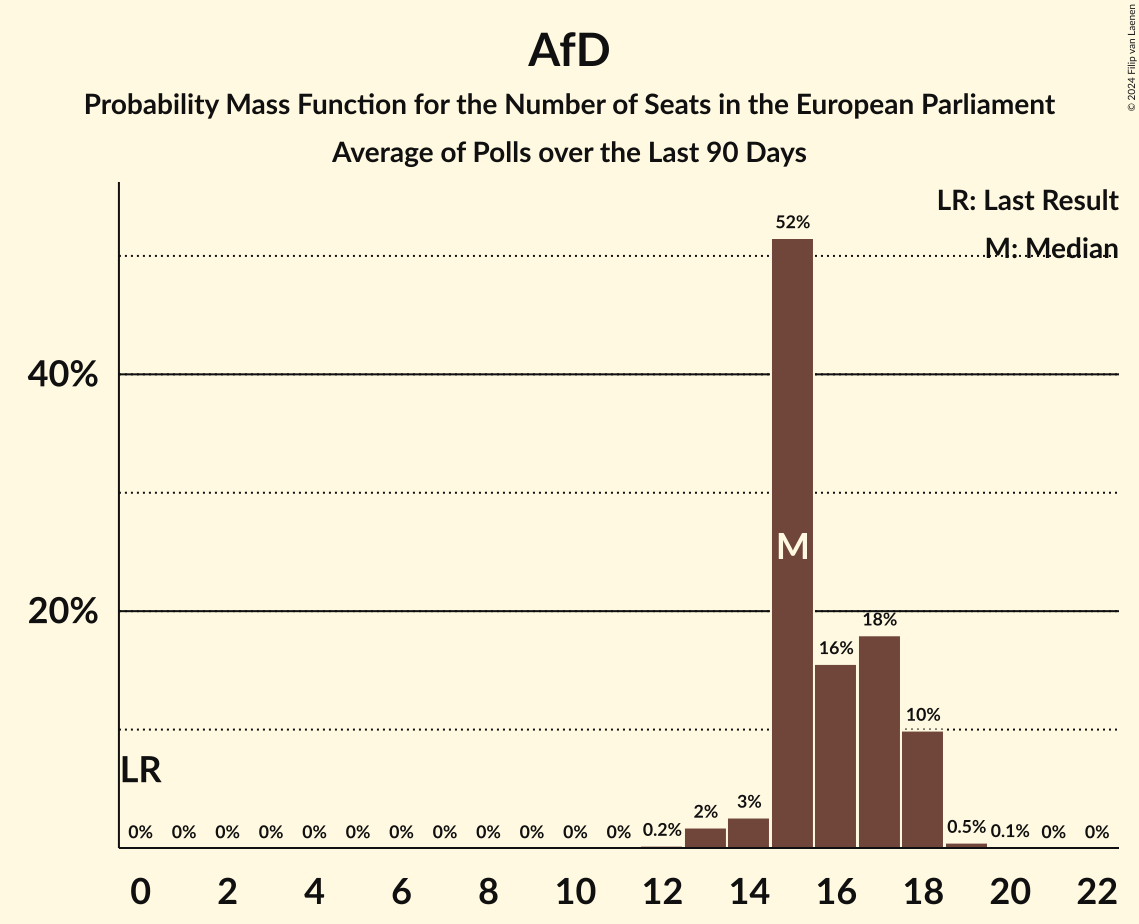 AfD
Probability Mass Function for the Number of Seats in the European Parliament
Average of Polls over the Last 90 Days
© 2024 Filip van Laenen
LR: Last Result
M: Median
52%
40%
M
20%
18%
16%
10%
LR
0% 0% 0% 0% 0% 0% 0% 0% 0% 0% 0% 0% 0.2% 2% 3% 0.5% 0.1% 0% 0%
0 2 4 6 8 10 12 14 16 18 20 22